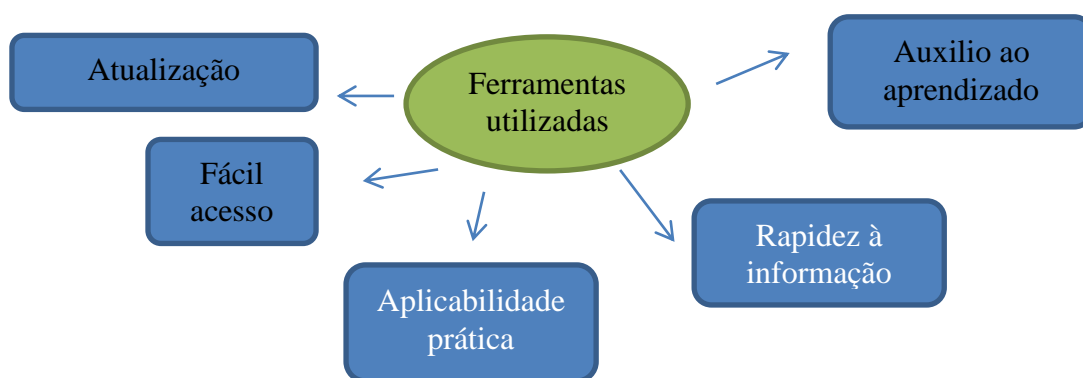 Atualização
Ferramentas
utilizadas
Auxilio ao
aprendizado
Fácil
acesso
Rapidez à
informação
Aplicabilidade
prática